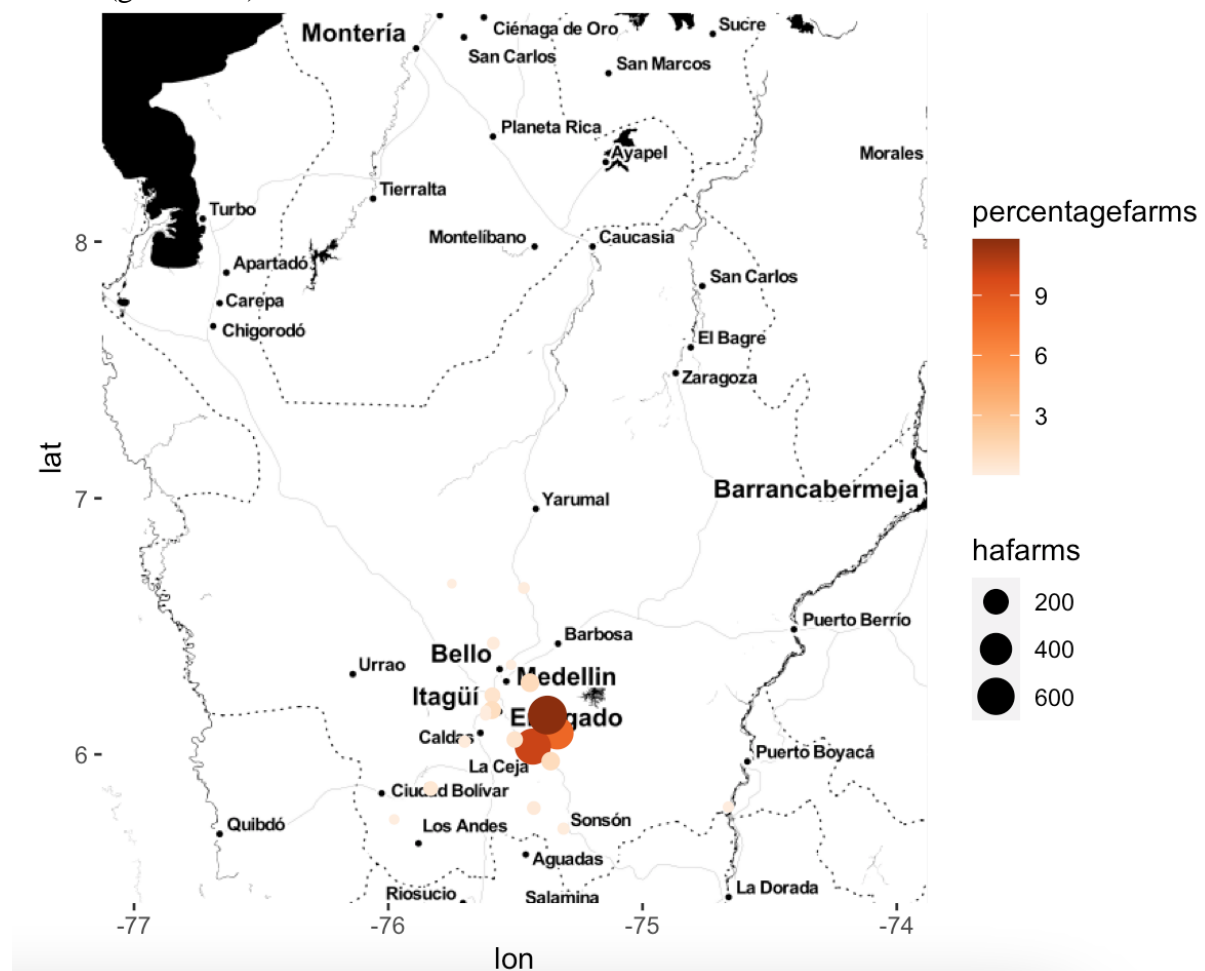 Montería
Ciénaga de Oro
Sucre
San Carlos
San Marcos
Planeta Rica
Ayapel
Morales
Tierralta
Turbo
Montelíbano
Caucasia
8
Apartadó
San Carlos
Carepa
Chigorodó
El Bagre
Zaragoza
lat
7
Yarumal
Barrancabermeja
Puerto Berrío
Barbosa
Bello
Urrao
Medellin
Itagüí
Caldas
6
Puerto Boyacá
La Ceja
Ciudad Bolívar
Quibdó
Los Andes
Sonsón
Aguadas
Riosucio
Salamina
La Dorada
-77
-76
-75
-74
lon
percentagefarms
9
6
3
hafarms
200
400
600